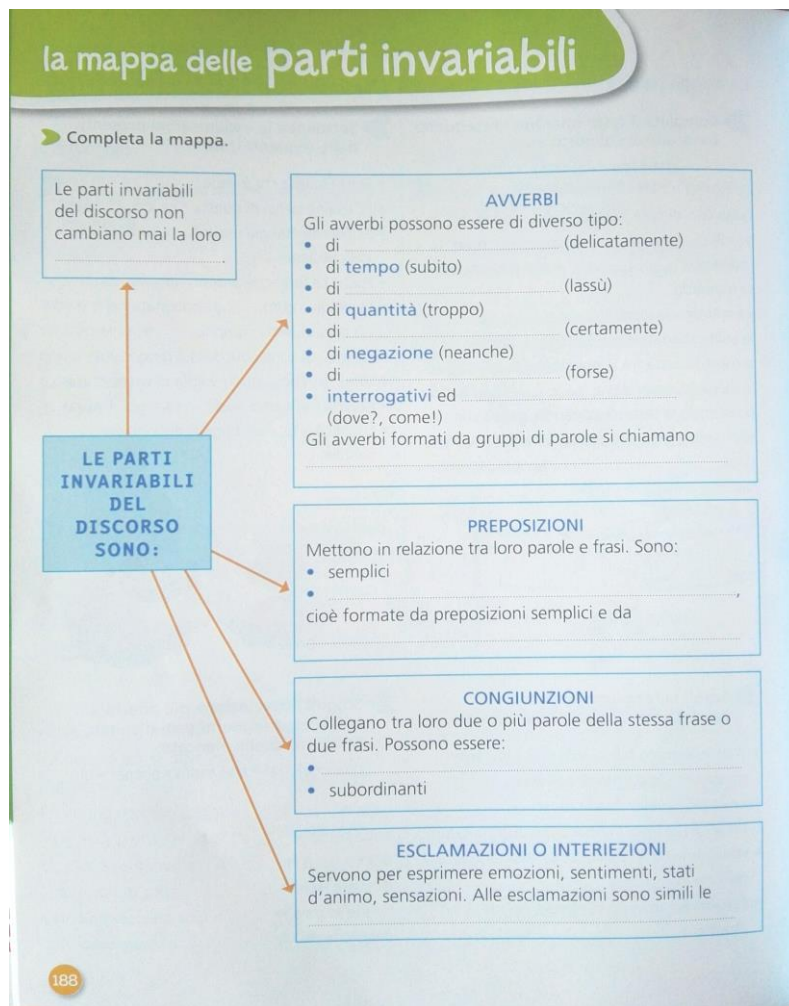 la mappa delle parti invariabili
Completa la mappa.
Le parti invariabili
del discorso non
cambiano mai la loro
.
AVVERBI
Gli avverbi possono essere di diverso tipo:
• di (delicatamente)
• di tempo (subito)
• di (lassù)
• di quantità (troppo)
• di (certamente)
• di negazione (neanche)
• di (forse)
• interrogativi ed
(dove?, come!)
Gli avverbi formati da gruppi di parole si chiamano
LE PARTI
INVARIABILI
DEL
DISCORSO
SONO:
PREPOSIZIONI
Mettono in relazione tra loro parole e frasi. Sono:
• semplici
• ,
cioè formate da preposizioni semplici e da
CONGIUNZIONI
Collegano tra loro due o più parole della stessa frase o
due frasi. Possono essere:
•
• subordinanti
ESCLAMAZIONI O INTERIEZIONI
Servono per esprimere emozioni, sentimenti, stati
d'animo, sensazioni. Alle esclamazioni sono simili le
188